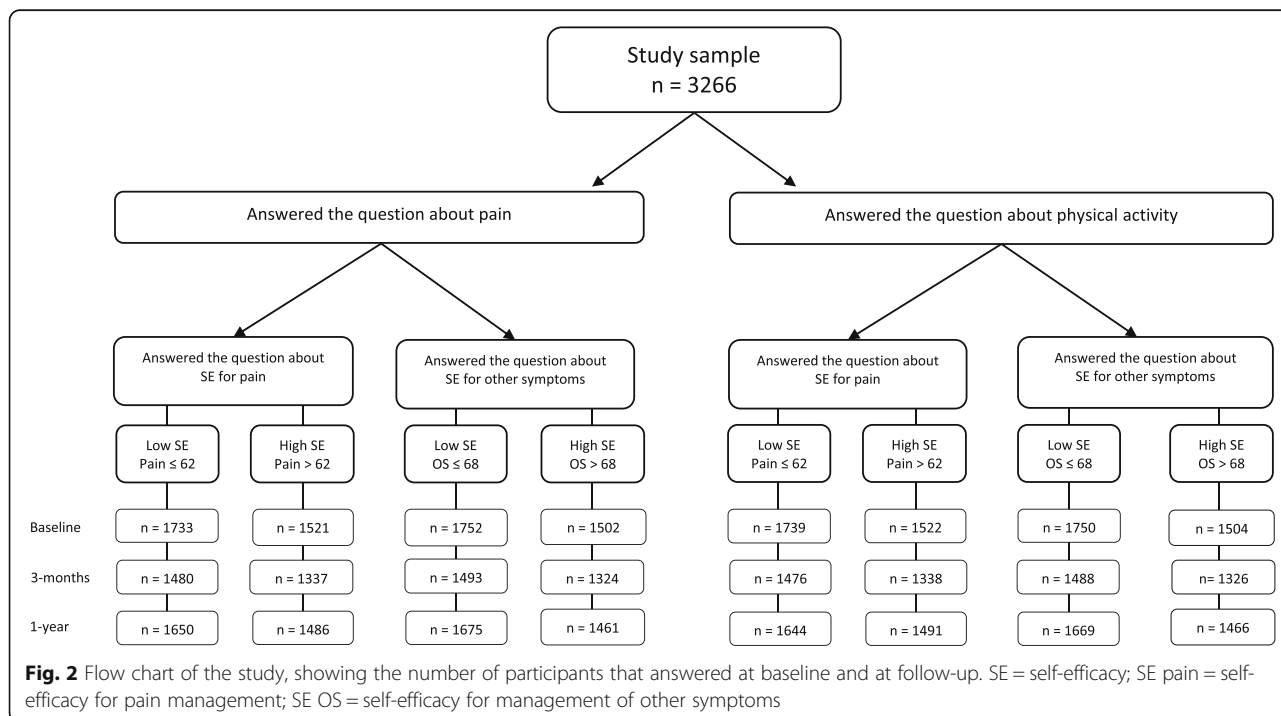 Study sample
n = 3266
Answered the question about pain
Answered the question about physical activity
Answered the question about
SE for pain
Answered the question about
SE for other symptoms
Answered the question about
SE for pain
Answered the question about
SE for other symptoms
Low SE
Pain ≤ 62
High SE
Pain > 62
Low SE
OS ≤ 68
High SE
OS > 68
Low SE
Pain ≤ 62
High SE
Pain > 62
Low SE
OS ≤ 68
High SE
OS > 68
Baseline n = 1733 n = 1521 n = 1752 n = 1502 n = 1739 n = 1522 n = 1750 n = 1504
3-months n = 1480 n = 1337 n = 1493 n = 1324 n = 1476 n = 1338 n = 1488 n= 1326
1-year n = 1650 n = 1486 n = 1675 n = 1461 n = 1644 n = 1491 n = 1669 n = 1466
Fig. 2 Flow chart of the study, showing the number of participants that answered at baseline and at follow-up. SE = self-efficacy; SE pain = self-
efficacy for pain management; SE OS = self-efficacy for management of other symptoms